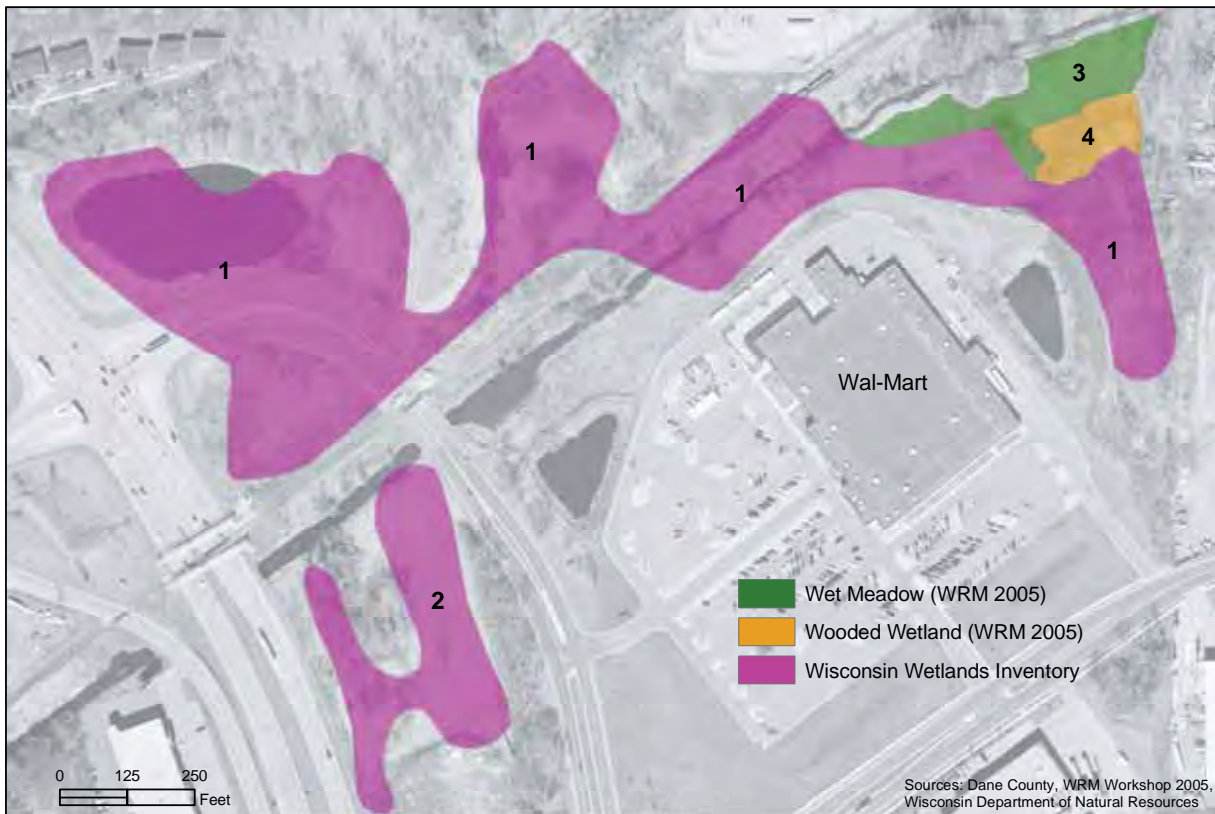 3
4
1
1
1
1
Wal-Mart
2
Wet Meadow (WRM 2005)
Wooded Wetland (WRM 2005)
Wisconsin Wetlands Inventory
0 125 250
Feet
Sources: Dane County, WRM Workshop 2005,
Wisconsin Department of Natural Resources